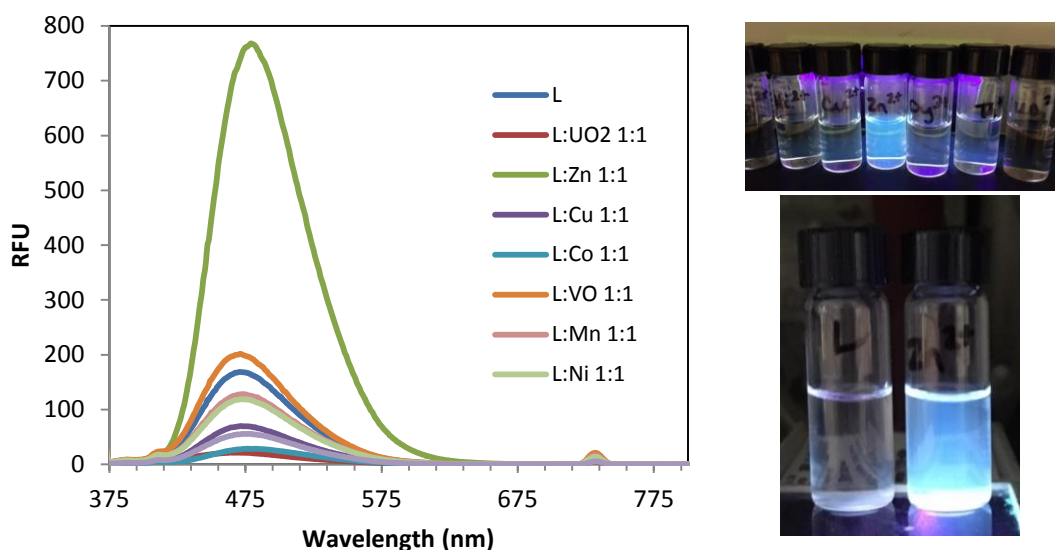 800
700
600
500
400
300
200
100
0
RFU
375
475
575
675
775
Wavelength (nm)
L
L:UO2 1:1
L:Zn 1:1
L:Cu 1:1
L:Co 1:1
L:VO 1:1
L:Mn 1:1
L:Ni 1:1
Zn²⁺
L
Zn²⁺